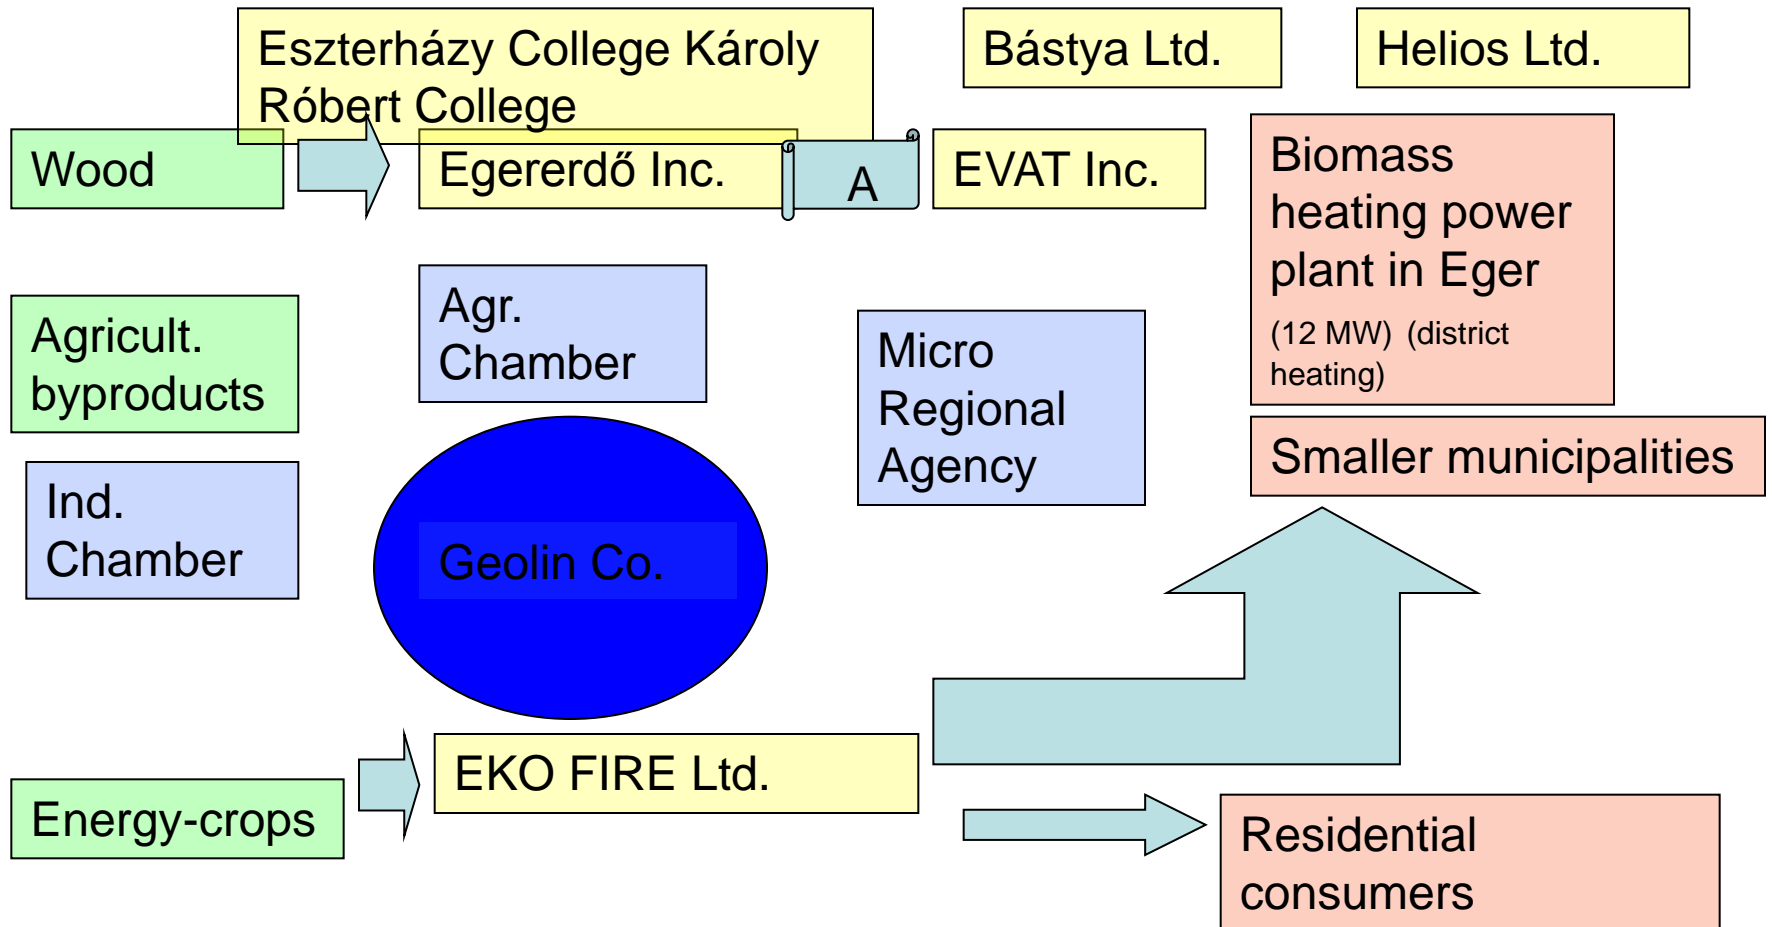 Eszterházy College Károly
Róbert College
Bástya Ltd.
Helios Ltd.
Wood
Egererdő Inc.
A
EVAT Inc.
Biomass
heating power
plant in Eger
(12 MW) (district
heating)
Agricult.
byproducts
Agr.
Chamber
Micro
Regional
Agency
Smaller municipalities
Ind.
Chamber
Geolin Co.
EKO FIRE Ltd.
Energy-crops
Residential
consumers